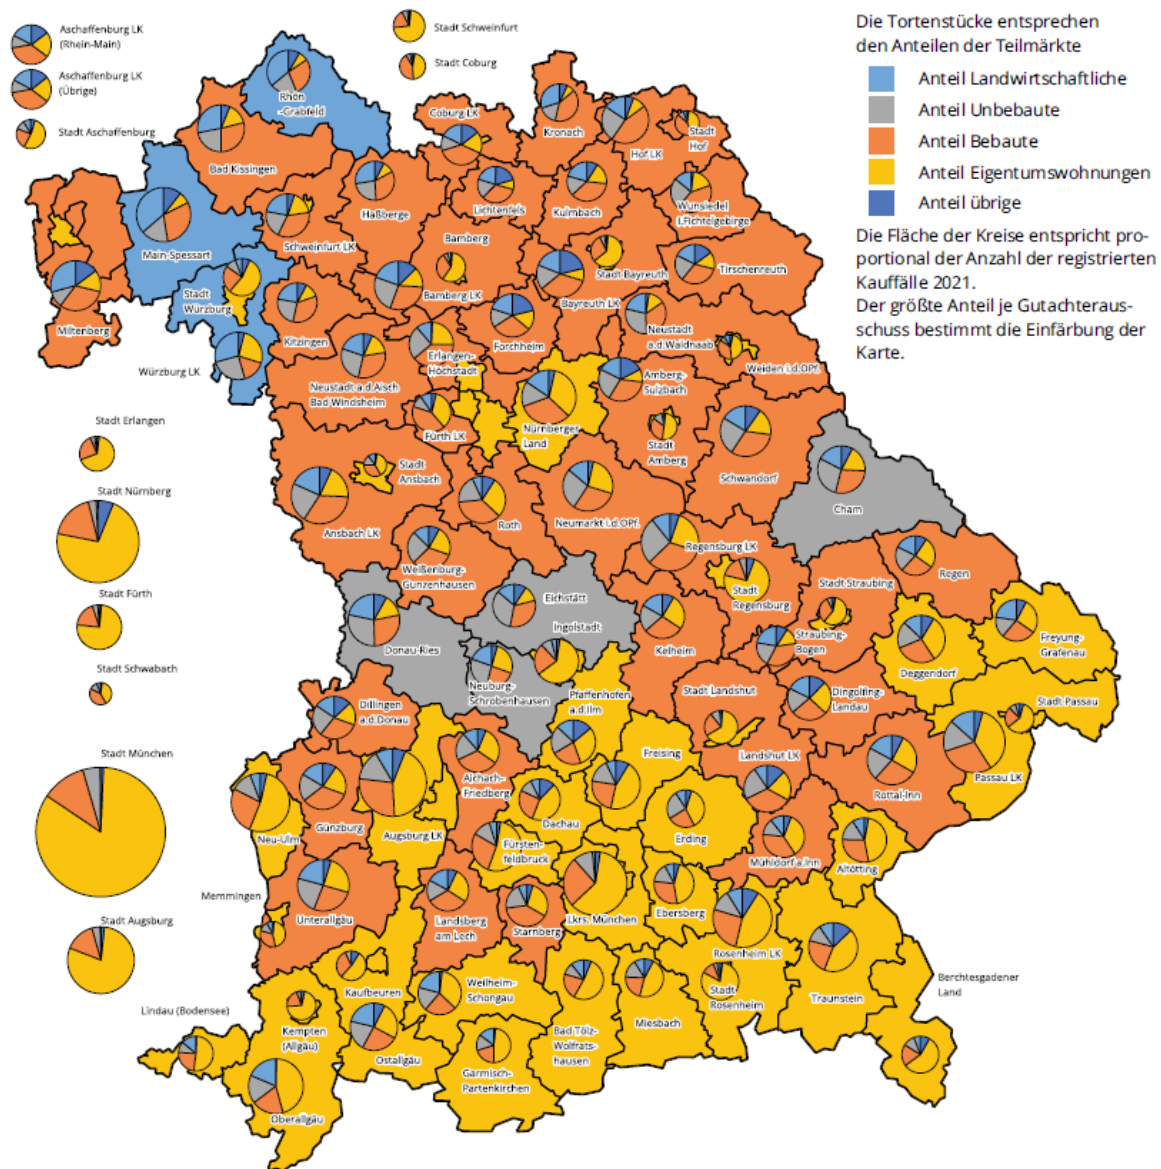 Aschaffenburg LK
(Rhein-Main)
Aschaffenburg LK
(Übrige)
Stadt Aschaffenburg
Stadt Schweinfurt
Stadt Coburg
Die Tortenstücke entsprechen
den Anteilen der Teilmärkte
Anteil Landwirtschaftliche
Anteil Unbebaute
Anteil Bebaute
Anteil Eigentumswohnungen
Anteil übrige
Die Fläche der Kreise entspricht pro-
portional der Anzahl der registrierten
Kauffälle 2021.
Der größte Anteil je Gutachteraus-
schuss bestimmt die Einfärbung der
Karte.
Rhön
-Grabfeld
Coburg LK
Kronach
Hof LK
Stadt
Hof
Bad Kissingen
Haßberge
Lichtenfels
Kulmbach
Wunsiedel
i.Fichtelgebirge
Main-Spessart
Schweinfurt LK
Bamberg
Bamberg LK
Stadt Bayreuth
Bayreuth LK
Tirschenreuth
Miltenberg
Stadt
Würzburg
Kitzingen
Erlangen-
Höchstadt
Forchheim
Neustadt
a.d.Waldnaab
Weiden i.d.OPf.
Würzburg LK
Neustadt a.d.Aisch
Bad Windsheim
Amberg-
Sulzbach
Stadt Erlangen
Fürth LK
Nürnberges
Land
Stadt
Amberg
Stadt
Ansbach
Schwandorf
Stadt Nürnberg
Cham
Ansbach LK
Roth
Neumarkt i.d.OPf.
Regensburg LK
Weißenburg-
Gunzenhausen
Stadt
Regensburg
Stadt Straubing
Regen
Stadt Fürth
Eichstätt
Ingolstadt
Donau-Ries
Kelheim
Straubing-
Bogen
Deggendorf
Freyung-
Grafenau
Stadt Schwabach
Neuburg-
Schrobenhausen
Pfaffenhofen
a.d.Ilm
Stadt Landshut
Dingolfing-
Landau
Stadt Passau
Dillingen
a.d.Donau
Freising
Landshut LK
Passau LK
Stadt München
Aichach-
Friedberg
Rottal-Inn
Neu-Ulm
Günzburg
Augsburg LK
Dachau
Erding
Fürsten-
feldbruck
Mühldorf a.Inn
Altötting
Memmingen
Unterallgäu
Landsberg
am Lech
Starnberg
Lkrs. München
Ebersberg
Stadt Augsburg
Rosenheim LK
Kaufbeuren
Weilheim-
Schongau
Stadt
Rosenheim
Traunstein
Berchtesgadener
Land
Lindau (Bodensee)
Kempten
(Allgäu)
Ostallgäu
Bad Tölz-
Wolfrats-
hausen
Miesbach
Garmisch-
Partenkirchen
Oberallgäu